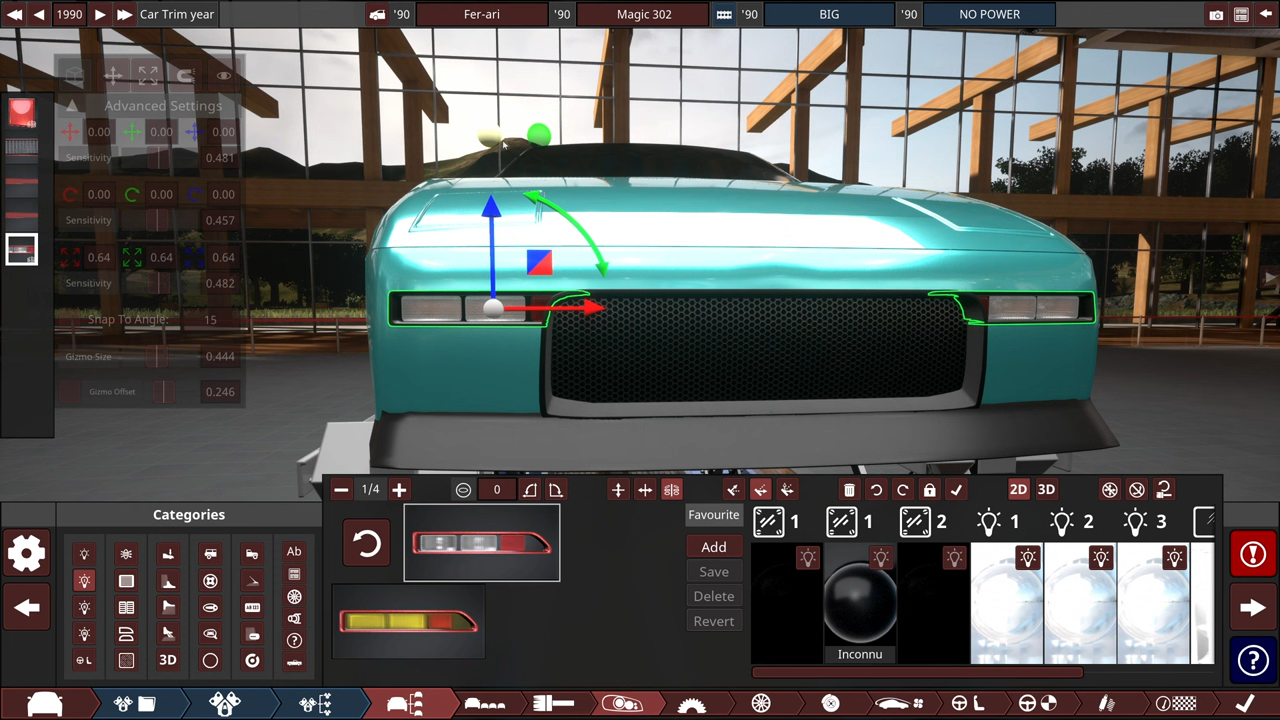 1990 Car Trim year '90 Fer-ari '90 Magic 302 '90 BIG '90 NO POWER
Advanced Settings
0.00 0.00 0.00
Sensitivity 0.481
0.00 0.00 0.00
Sensitivity 0.457
0.64 0.64 0.64
Sensitivity 0.482
Snap To Angle: 15
Gizmo Size 0.444
Gizmo Offset 0.246
1/4 0 2D 3D
Categories
Ab
3D
L
Favourite
Add
Save
Delete
Revert
1 1 2 1 2 3
Inconnu